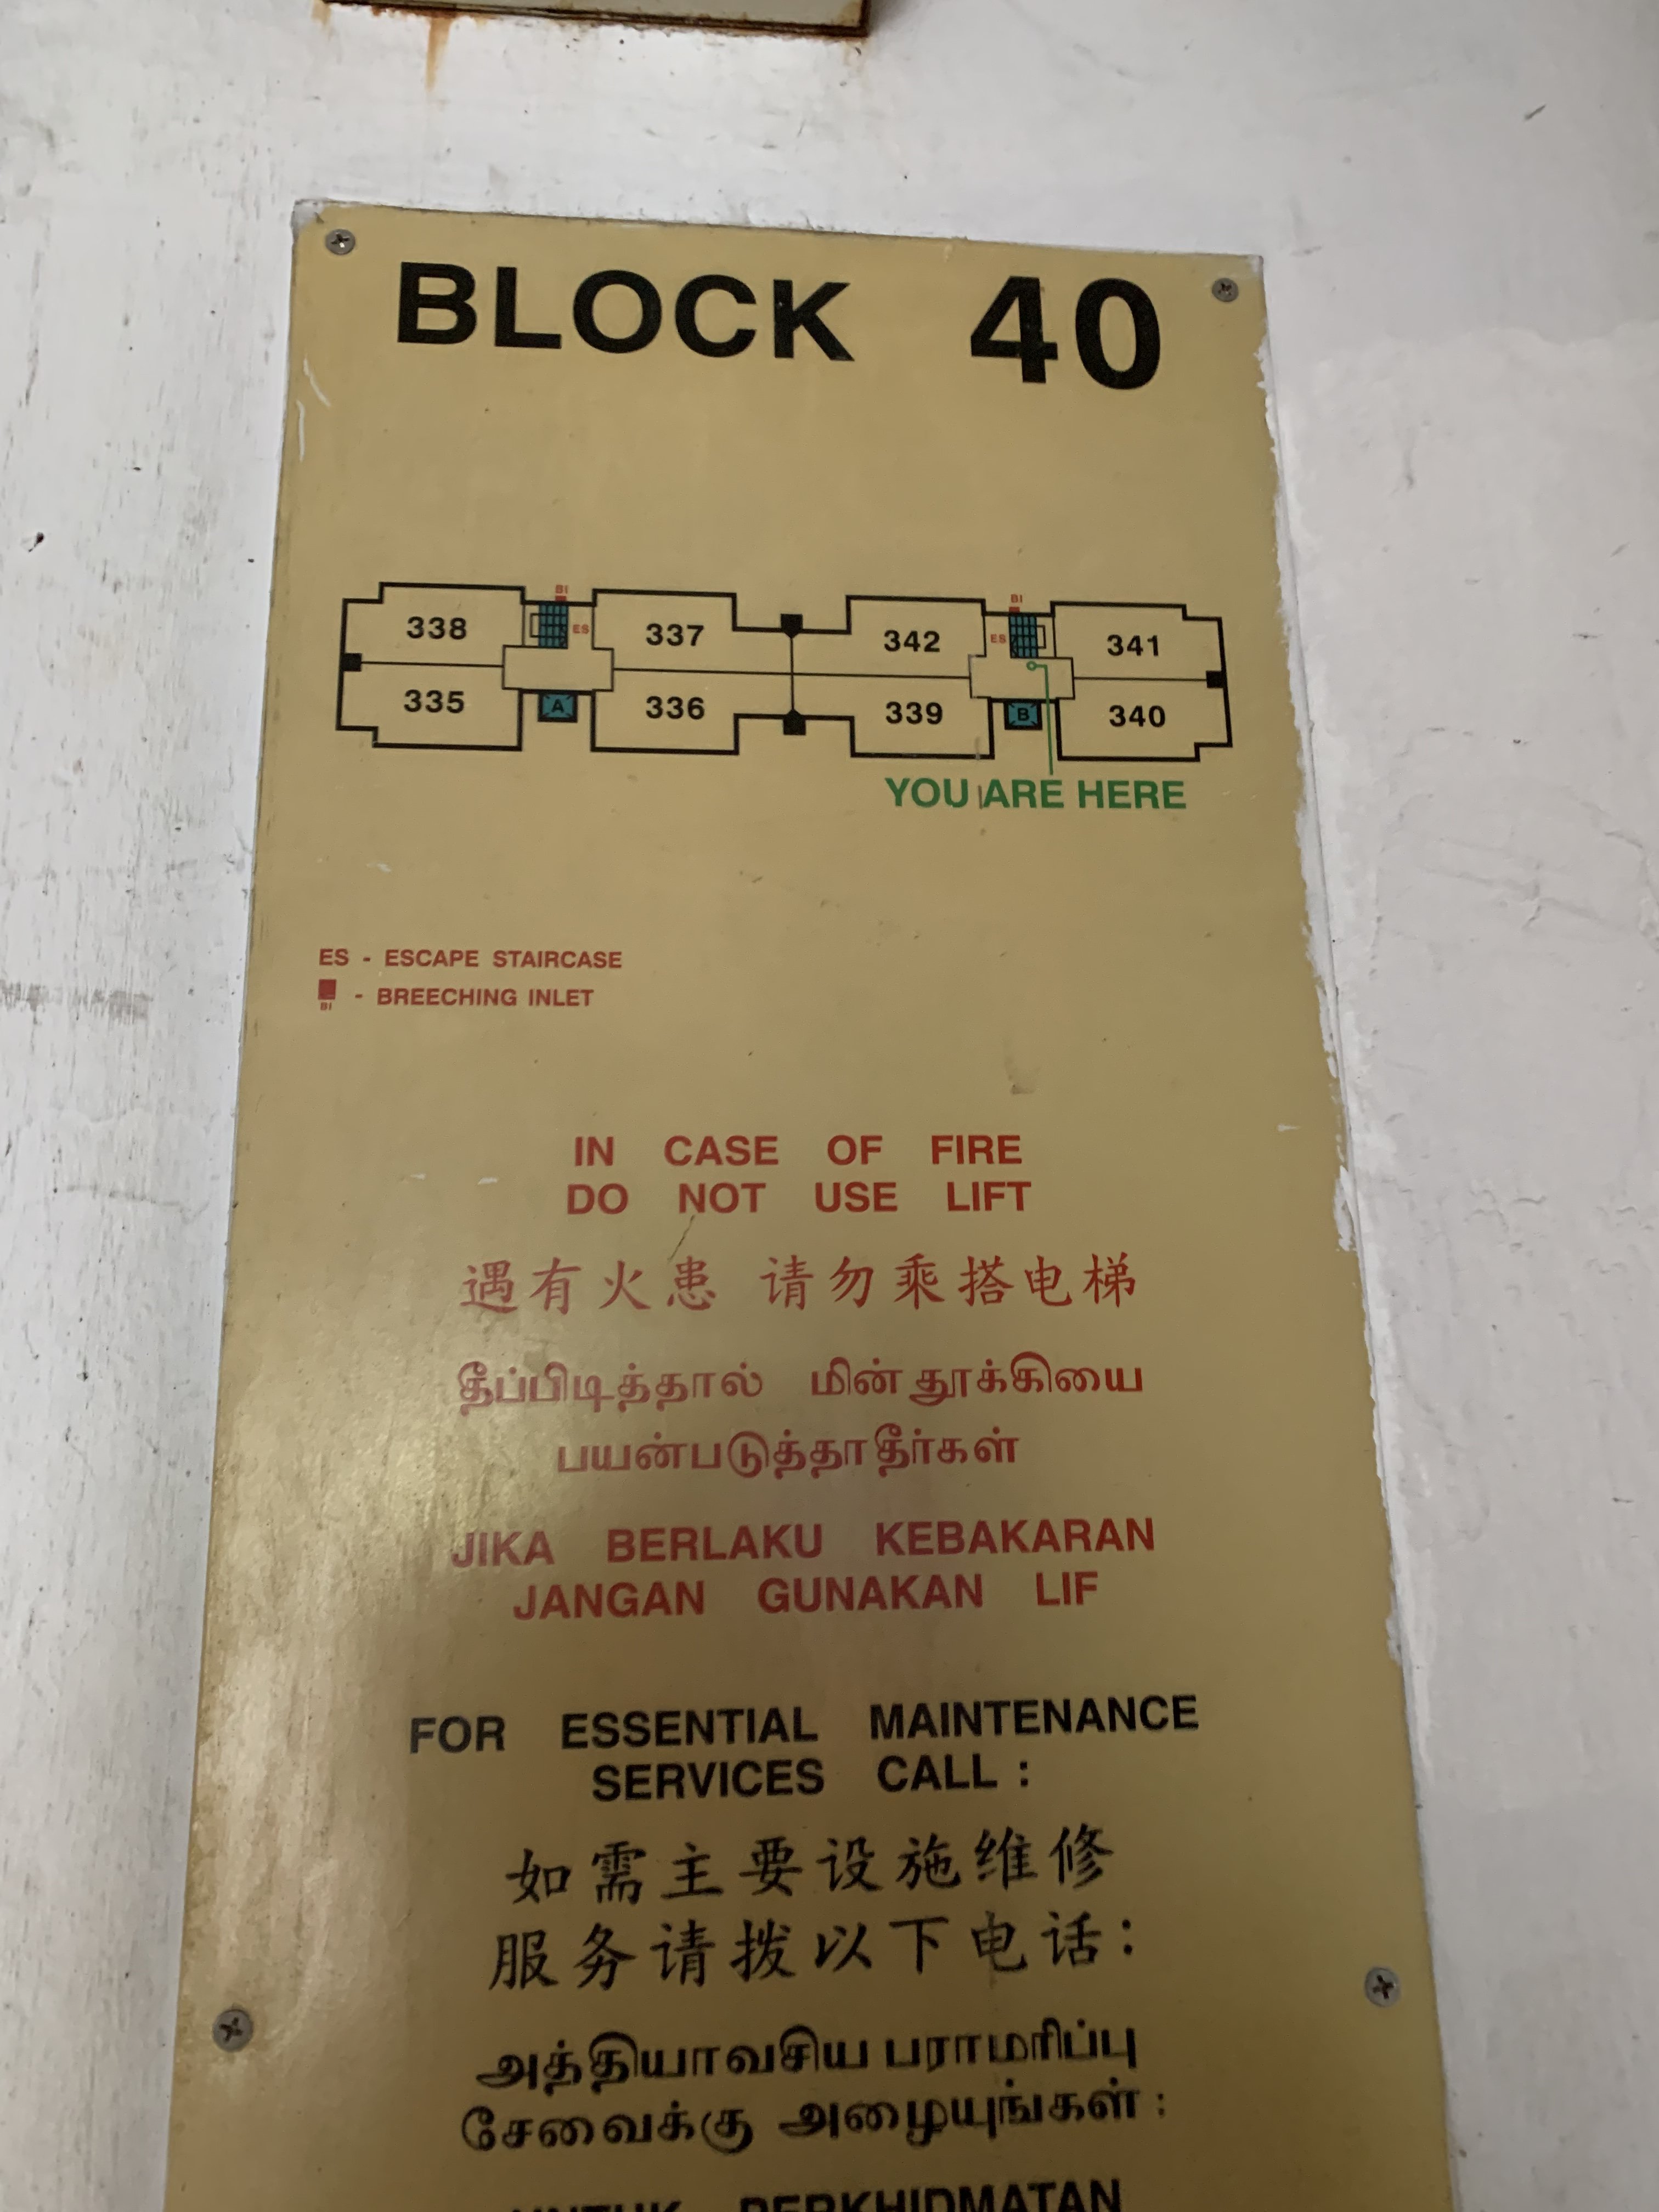 BLOCK 40
BI
BI
338
ES
337
342
ES
341
335
A
336
339
B
340
YOU ARE HERE
ES - ESCAPE STAIRCASE
BI - BREECHING INLET
IN CASE OF FIRE
DO NOT USE LIFT
遇有火患 请勿乘搭电梯
தீப்பிடித்தால் மின்தூக்கியை
பயன்படுத்தாதீர்கள்
JIKA BERLAKU KEBAKARAN
JANGAN GUNAKAN LIF
FOR ESSENTIAL MAINTENANCE
SERVICES CALL :
如需主要设施维修
服务请拨以下电话:
அத்தியாவசிய பராமரிப்பு
சேவைக்கு அழையுங்கள் :
UNTUK PERKHIDMATAN